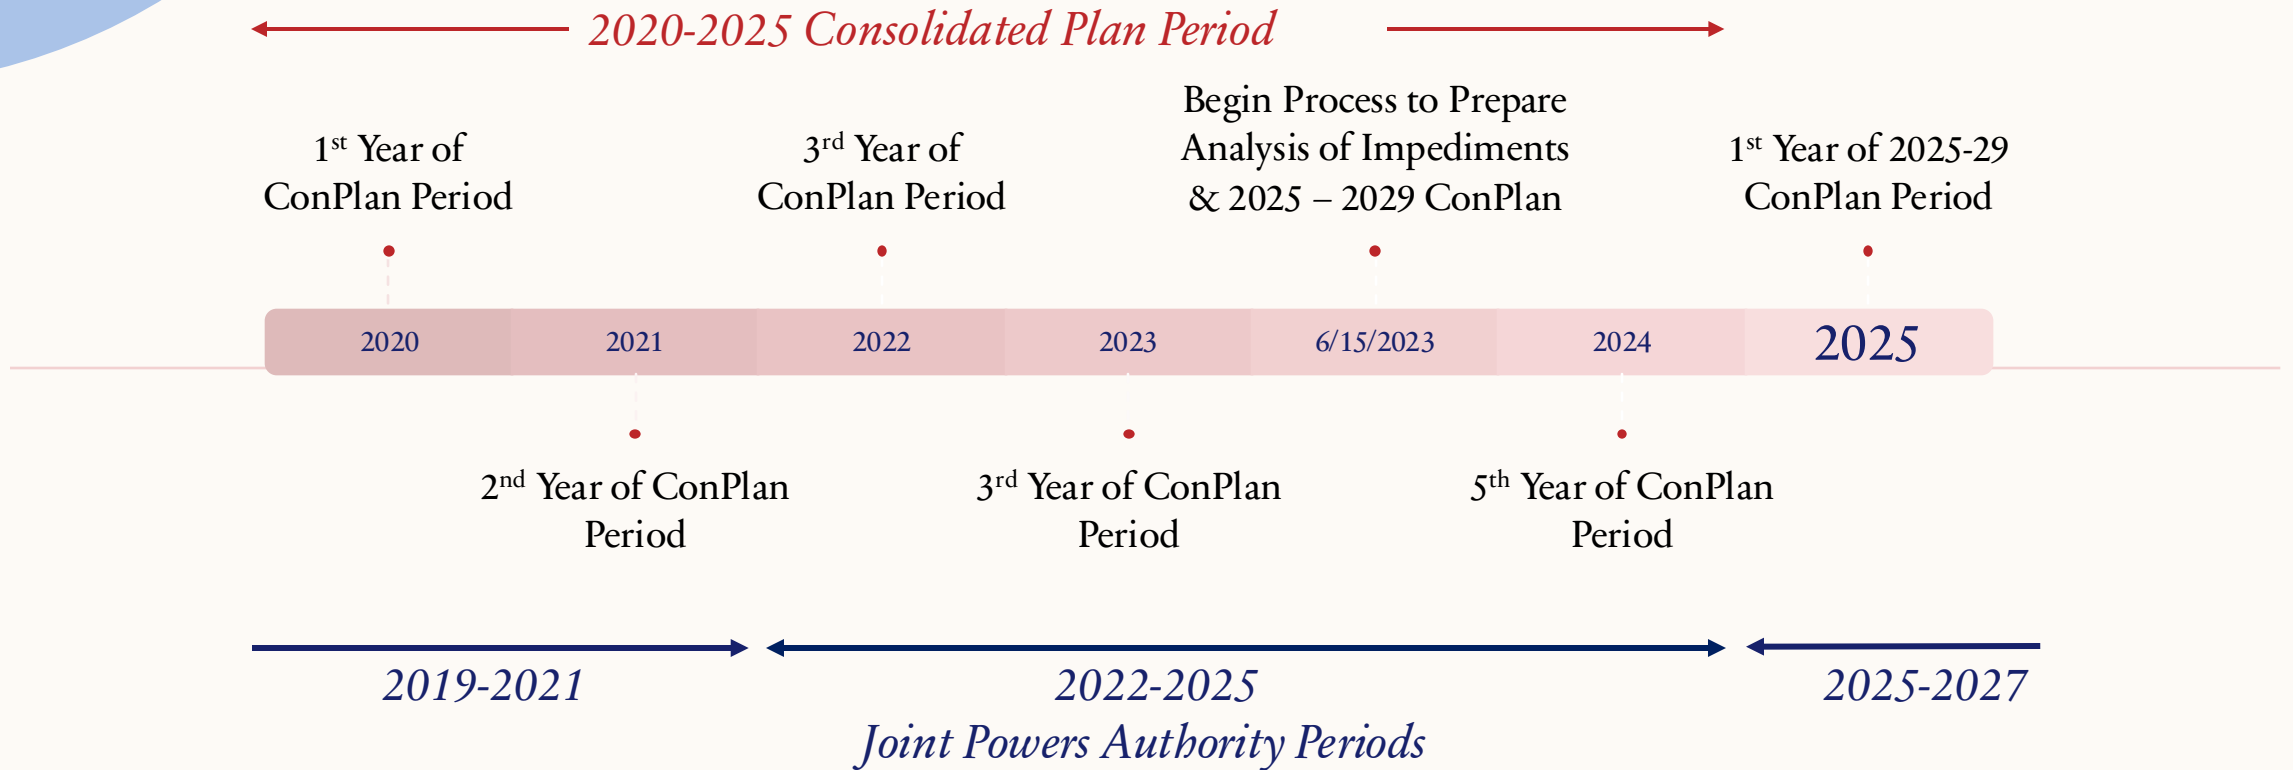 2020-2025 Consolidated Plan Period
1st Year of
ConPlan Period
3rd Year of
ConPlan Period
Begin Process to Prepare
Analysis of Impediments
& 2025 – 2029 ConPlan
1st Year of 2025-29
ConPlan Period
2020
2021
2022
2023
6/15/2023
2024
2025
2nd Year of ConPlan
Period
3rd Year of ConPlan
Period
5th Year of ConPlan
Period
2019-2021
2022-2025
2025-2027
Joint Powers Authority Periods